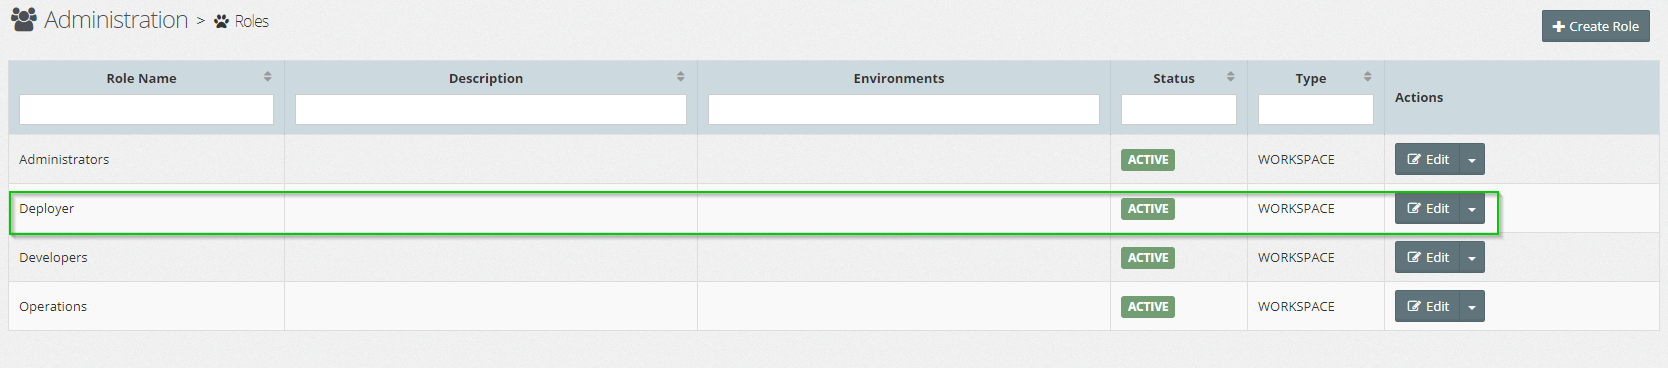 Administration > Roles
Create Role
Role Name Description Environments Status Type Actions
Administrators ACTIVE WORKSPACE Edit
Deployer ACTIVE WORKSPACE Edit
Developers ACTIVE WORKSPACE Edit
Operations ACTIVE WORKSPACE Edit